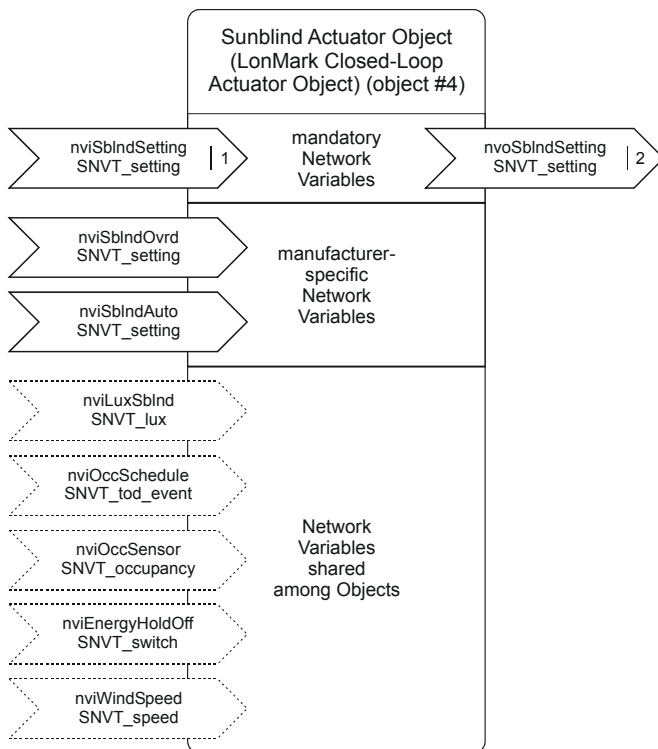 Sunblind Actuator Object
(LonMark Closed-Loop
Actuator Object) (object #4)
nviSblndSetting
SNVT_setting
1
mandatory
Network
Variables
nvoSblndSetting
SNVT_setting
2
nviSblndOvrd
SNVT_setting
nviSblndAuto
SNVT_setting
manufacturer-
specific
Network
Variables
nviLuxSblnd
SNVT_lux
nviOccSchedule
SNVT_tod_event
nviOccSensor
SNVT_occupancy
nviEnergyHoldOff
SNVT_switch
nviWindSpeed
SNVT_speed
Network
Variables
shared
among Objects